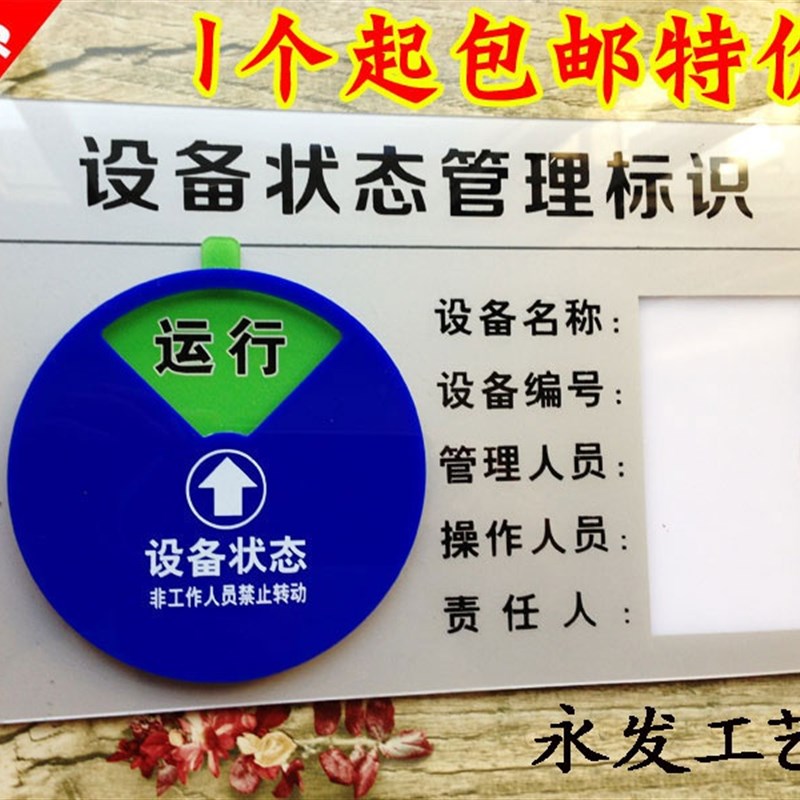 1个起包邮特价
设备状态管理标识
运行
设备状态
非工作人员禁止转动
设备名称：
设备编号：
管理人员：
操作人员：
责任人：
永发工艺